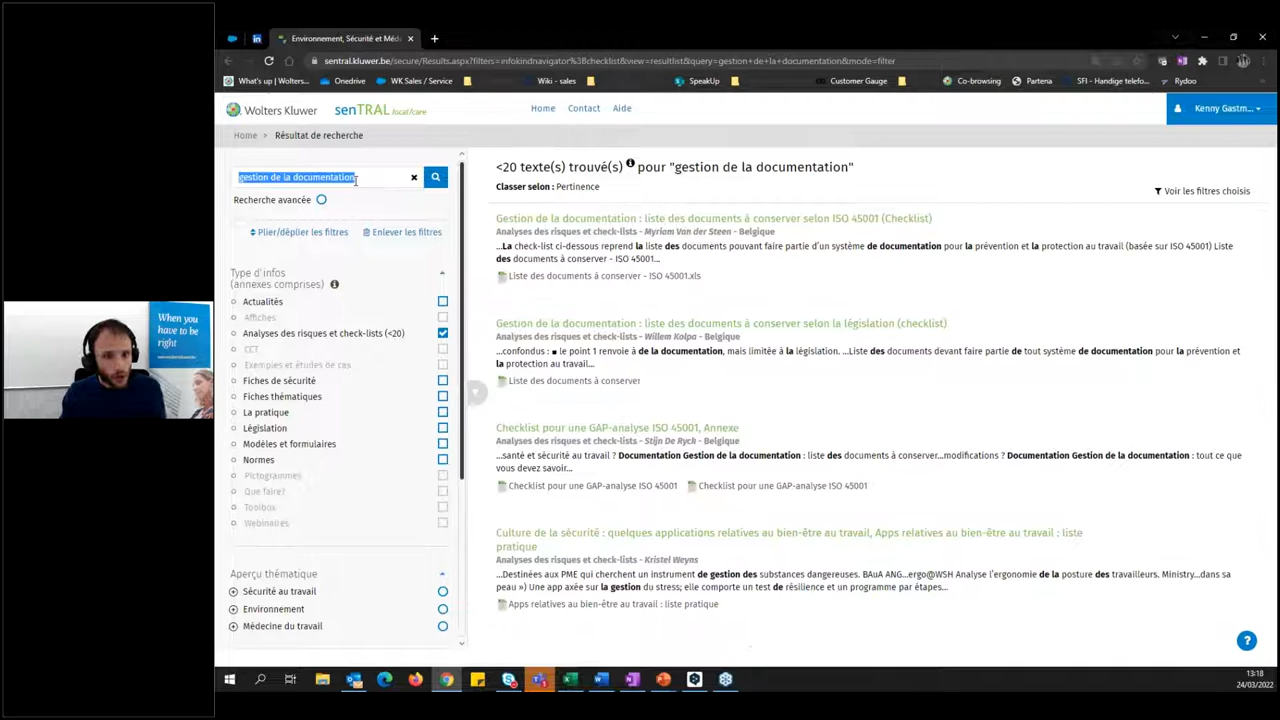 Environnement, Sécurité et Méd
sentral.kluwer.be/secure/Results.aspx?filters=infokindnavigator%3Bchecklist&view=resultlist&query=gestion+de+la+documentation&mode=filter
What's up | Wolters...
Onedrive
WK Sales / Service
Wiki - sales
SpeakUp
Customer Gauge
Co-browsing
Partena
SFI - Handige telefo...
Rydoo
Wolters Kluwer
senTRAL local/care
Home
Contact
Aide
Kenny Gastm...
Home > Résultat de recherche
gestion de la documentation
Recherche avancée
Plier/déplier les filtres
Enlever les filtres
Type d'infos
(annexes comprises)
Actualités
Affiches
Analyses des risques et check-lists (<20)
CCT
Exemples et études de cas
Fiches de sécurité
Fiches thématiques
La pratique
Législation
Modèles et formulaires
Normes
Pictogrammes
Que faire?
Toolbox
Webinaires
Aperçu thématique
Sécurité au travail
Environnement
Médecine du travail
<20 texte(s) trouvé(s) pour "gestion de la documentation"
Classer selon : Pertinence
Voir les filtres choisis
Gestion de la documentation : liste des documents à conserver selon ISO 45001 (Checklist)
Analyses des risques et check-lists - Myriam Van der Steen - Belgique
...La check-list ci-dessous reprend la liste des documents pouvant faire partie d'un système de documentation pour la prévention et la protection au travail (basée sur ISO 45001) Liste
des documents à conserver - ISO 45001...
Liste des documents à conserver - ISO 45001.xls
Gestion de la documentation : liste des documents à conserver selon la législation (checklist)
Analyses des risques et check-lists - Willem Kolpa - Belgique
...confondus : ■ le point 1 renvoie à de la documentation, mais limitée à la législation. ...Liste des documents devant faire partie de tout système de documentation pour la prévention et
la protection au travail...
Liste des documents à conserver
Checklist pour une GAP-analyse ISO 45001, Annexe
Analyses des risques et check-lists - Stijn De Rych - Belgique
...santé et sécurité au travail ? Documentation Gestion de la documentation : liste des documents à conserver...modifications ? Documentation Gestion de la documentation : tout ce que
vous devez savoir...
Checklist pour une GAP-analyse ISO 45001
Checklist pour une GAP-analyse ISO 45001
Culture de la sécurité : quelques applications relatives au bien-être au travail, Apps relatives au bien-être au travail : liste
pratique
Analyses des risques et check-lists - Kristel Weyns
...Destinées aux PME qui cherchent un instrument de gestion des substances dangereuses. BAuA ANG...ergo@WSH Analyse l'ergonomie de la posture des travailleurs. Ministry...dans sa
peau ») Une app axée sur la gestion du stress; elle comporte un test de résilience et un programme par étapes...
Apps relatives au bien-être au travail : liste pratique
When you
have to be
right
13:18
24/03/2022